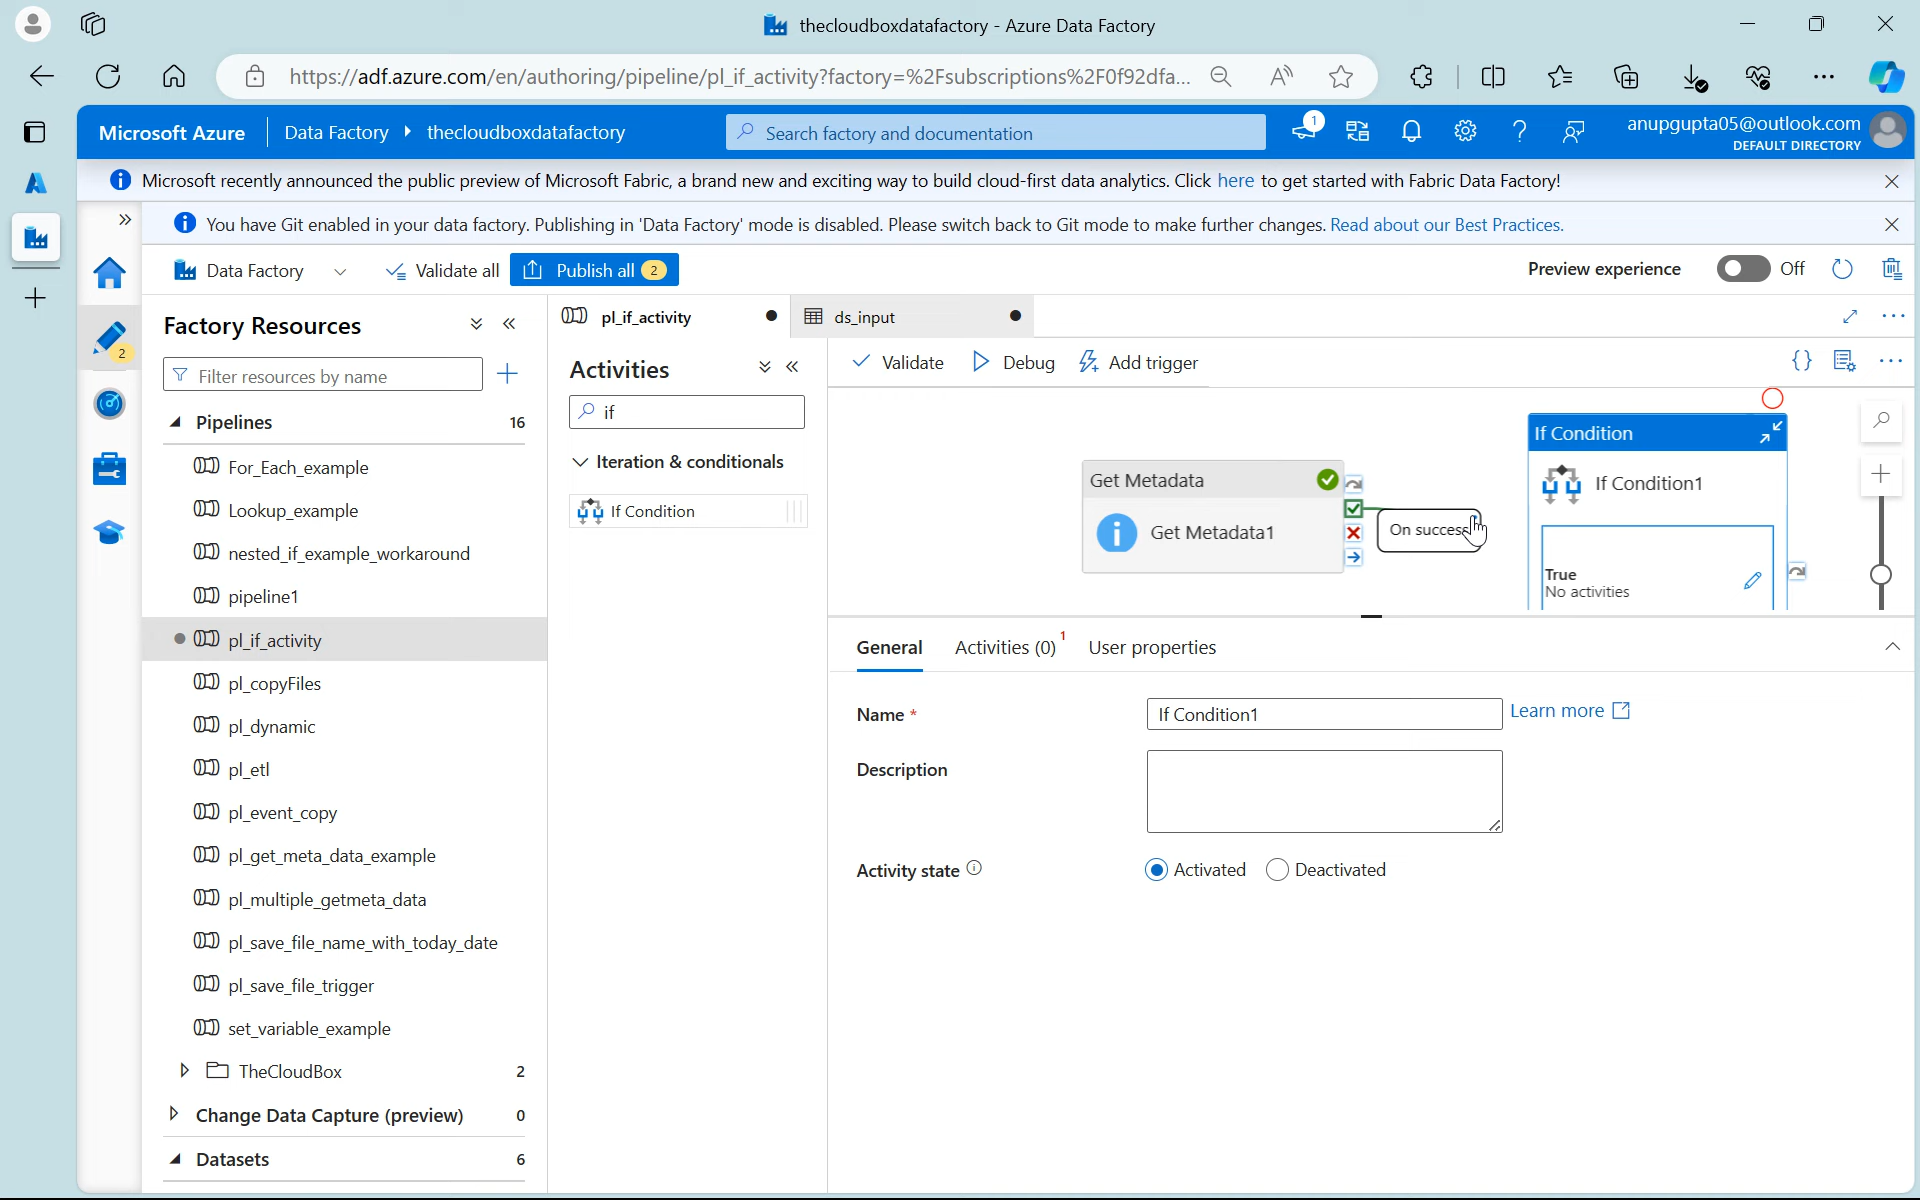 thecloudboxdatafactory - Azure Data Factory
https://adf.azure.com/en/authoring/pipeline/pl_if_activity?factory=%2Fsubscriptions%2F0f92dfa...
Microsoft Azure
Data Factory
thecloudboxdatafactory
Search factory and documentation
1
anupgupta05@outlook.com
DEFAULT DIRECTORY
Microsoft recently announced the public preview of Microsoft Fabric, a brand new and exciting way to build cloud-first data analytics. Click here to get started with Fabric Data Factory!
You have Git enabled in your data factory. Publishing in 'Data Factory' mode is disabled. Please switch back to Git mode to make further changes. Read about our Best Practices.
Data Factory
Validate all
Publish all 2
Preview experience
Off
2
Factory Resources
Filter resources by name
Pipelines 16
For_Each_example
Lookup_example
nested_if_example_workaround
pipeline1
pl_if_activity
pl_copyFiles
pl_dynamic
pl_etl
pl_event_copy
pl_get_meta_data_example
pl_multiple_getmeta_data
pl_save_file_name_with_today_date
pl_save_file_trigger
set_variable_example
TheCloudBox 2
Change Data Capture (preview) 0
Datasets 6
pl_if_activity
ds_input
Activities
if
Iteration & conditionals
If Condition
Validate
Debug
Add trigger
Get Metadata
Get Metadata1
On success
If Condition
If Condition1
True
No activities
General
Activities (0) 1
User properties
Name *
If Condition1
Learn more
Description
Activity state
Activated
Deactivated